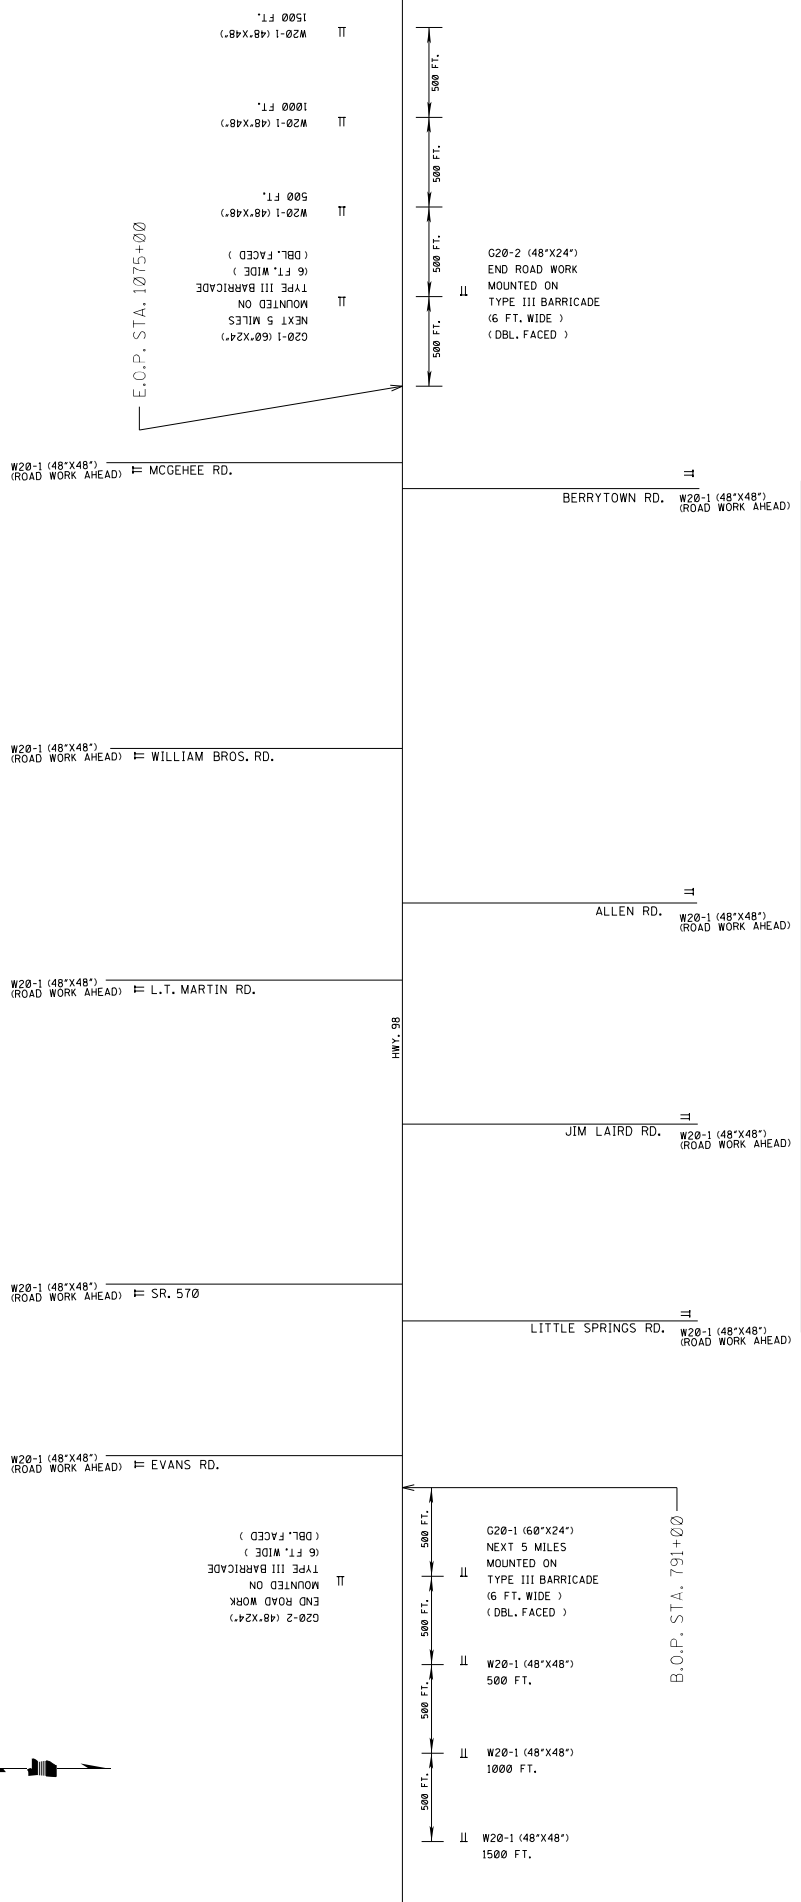 W20-1 (48"X48")
1500 FT.
500 FT.
W20-1 (48"X48")
1000 FT.
500 FT.
W20-1 (48"X48")
500 FT.
500 FT.
G20-1 (60"X24")
NEXT 5 MILES
MOUNTED ON
TYPE III BARRICADE
(6 FT. WIDE )
( DBL. FACED )
G20-2 (48"X24")
END ROAD WORK
MOUNTED ON
TYPE III BARRICADE
(6 FT. WIDE )
( DBL. FACED )
500 FT.
E.O.P. STA. 1075+00
W20-1 (48"X48")
(ROAD WORK AHEAD)
MCGEHEE RD.
BERRYTOWN RD.
W20-1 (48"X48")
(ROAD WORK AHEAD)
W20-1 (48"X48")
(ROAD WORK AHEAD)
WILLIAM BROS. RD.
ALLEN RD.
W20-1 (48"X48")
(ROAD WORK AHEAD)
W20-1 (48"X48")
(ROAD WORK AHEAD)
L.T. MARTIN RD.
HWY. 98
JIM LAIRD RD.
W20-1 (48"X48")
(ROAD WORK AHEAD)
W20-1 (48"X48")
(ROAD WORK AHEAD)
SR. 570
LITTLE SPRINGS RD.
W20-1 (48"X48")
(ROAD WORK AHEAD)
W20-1 (48"X48")
(ROAD WORK AHEAD)
EVANS RD.
B.O.P. STA. 791+00
500 FT.
G20-1 (60"X24")
NEXT 5 MILES
MOUNTED ON
TYPE III BARRICADE
(6 FT. WIDE )
( DBL. FACED )
G20-2 (48"X24")
END ROAD WORK
MOUNTED ON
TYPE III BARRICADE
(6 FT. WIDE )
( DBL. FACED )
500 FT.
W20-1 (48"X48")
500 FT.
500 FT.
W20-1 (48"X48")
1000 FT.
500 FT.
W20-1 (48"X48")
1500 FT.